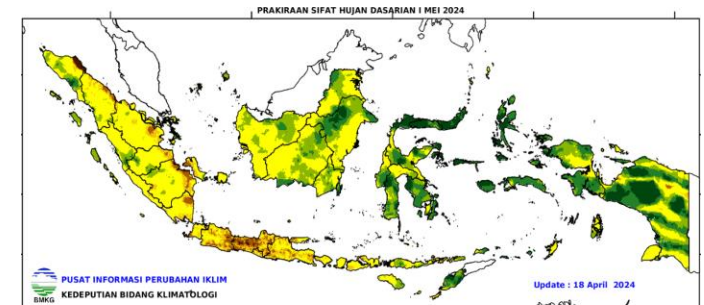 PRAKIRAAN SIFAT HUJAN DASARIAN I MEI 2024
PUSAT INFORMASI PERUBAHAN IKLIM
KEDEPUTIAN BIDANG KLIMATOLOGI
BMKG
Update : 18 April 2024